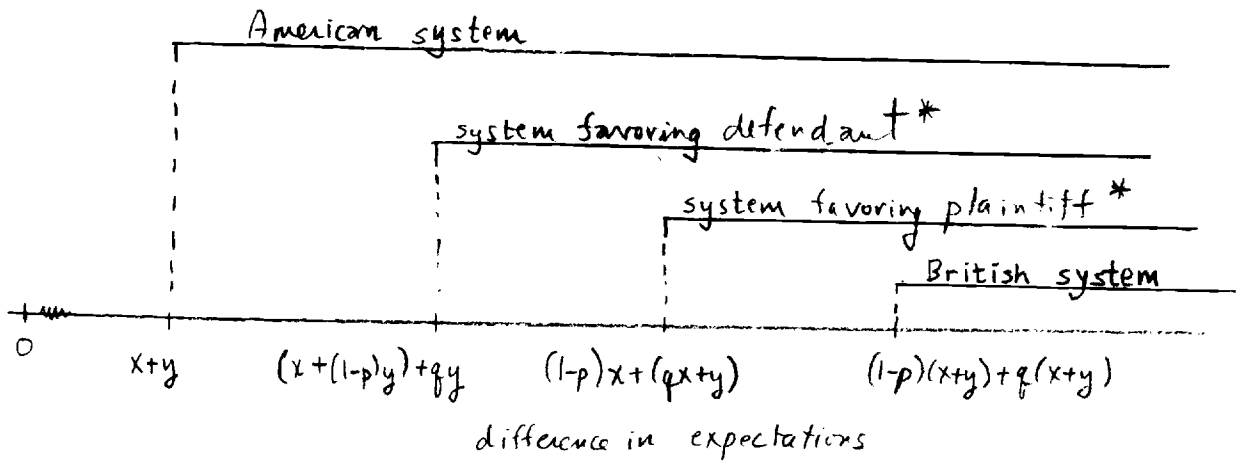 American system
system favoring defendant *
system favoring plaintiff *
British system
0
x+y
(x+(1-p)y)+qy
(1-p)x+(qx+y)
(1-p)(x+y)+q(x+y)
difference in expectations